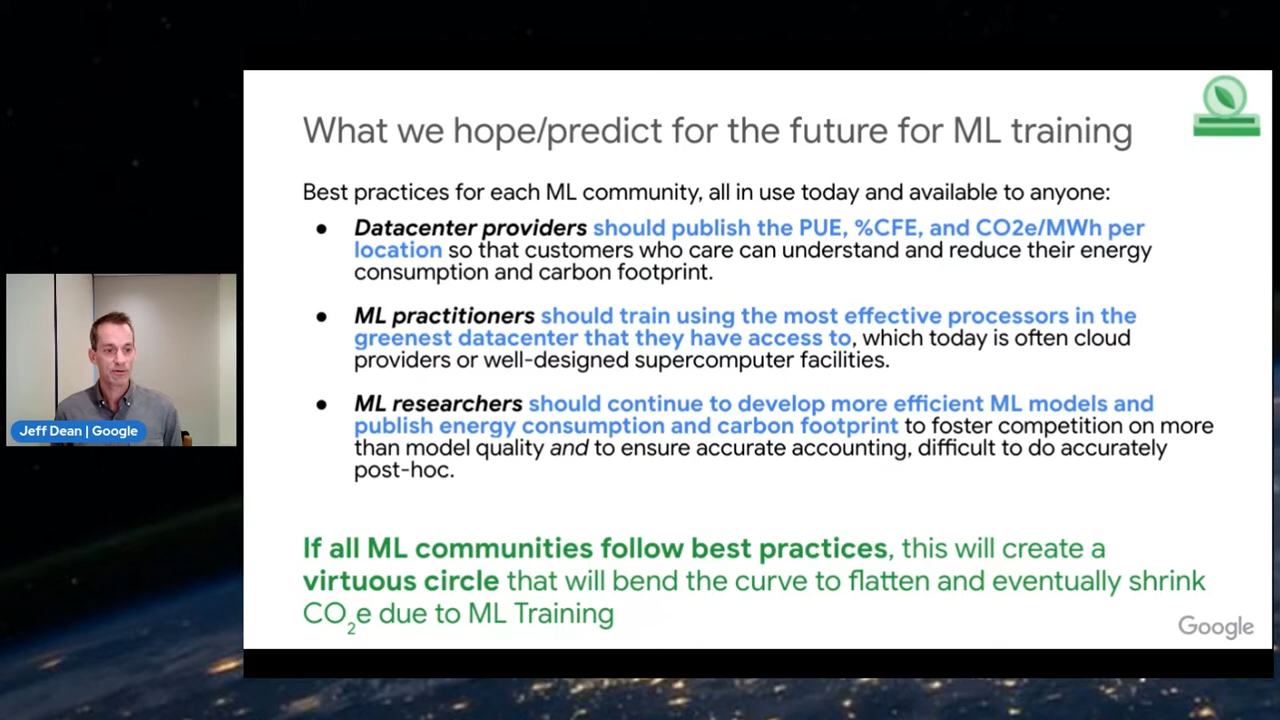 What we hope/predict for the future for ML training
Best practices for each ML community, all in use today and available to anyone:
● Datacenter providers should publish the PUE, %CFE, and CO2e/MWh per
location so that customers who care can understand and reduce their energy
consumption and carbon footprint.
● ML practitioners should train using the most effective processors in the
greenest datacenter that they have access to, which today is often cloud
providers or well-designed supercomputer facilities.
● ML researchers should continue to develop more efficient ML models and
publish energy consumption and carbon footprint to foster competition on more
than model quality and to ensure accurate accounting, difficult to do accurately
post-hoc.
If all ML communities follow best practices, this will create a
virtuous circle that will bend the curve to flatten and eventually shrink
CO₂e due to ML Training
Google
Jeff Dean | Google